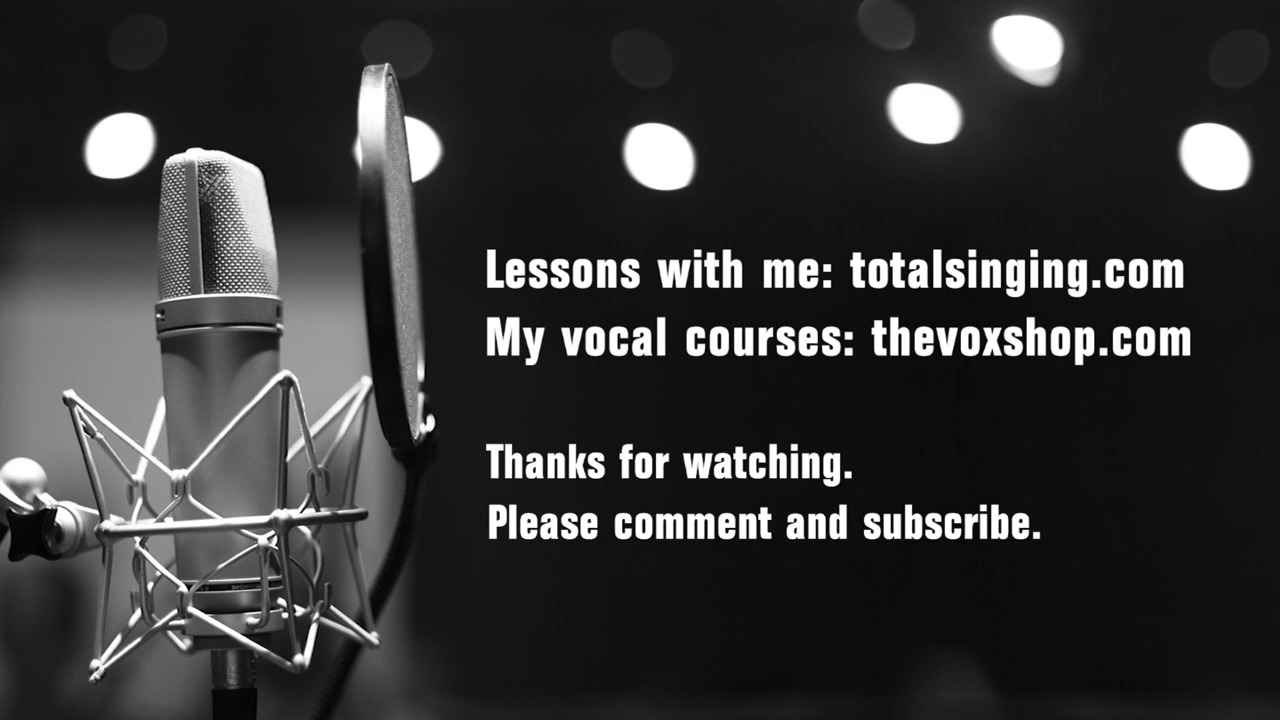 Lessons with me: totalsinging.com
My vocal courses: thevoxshop.com
Thanks for watching.
Please comment and subscribe.